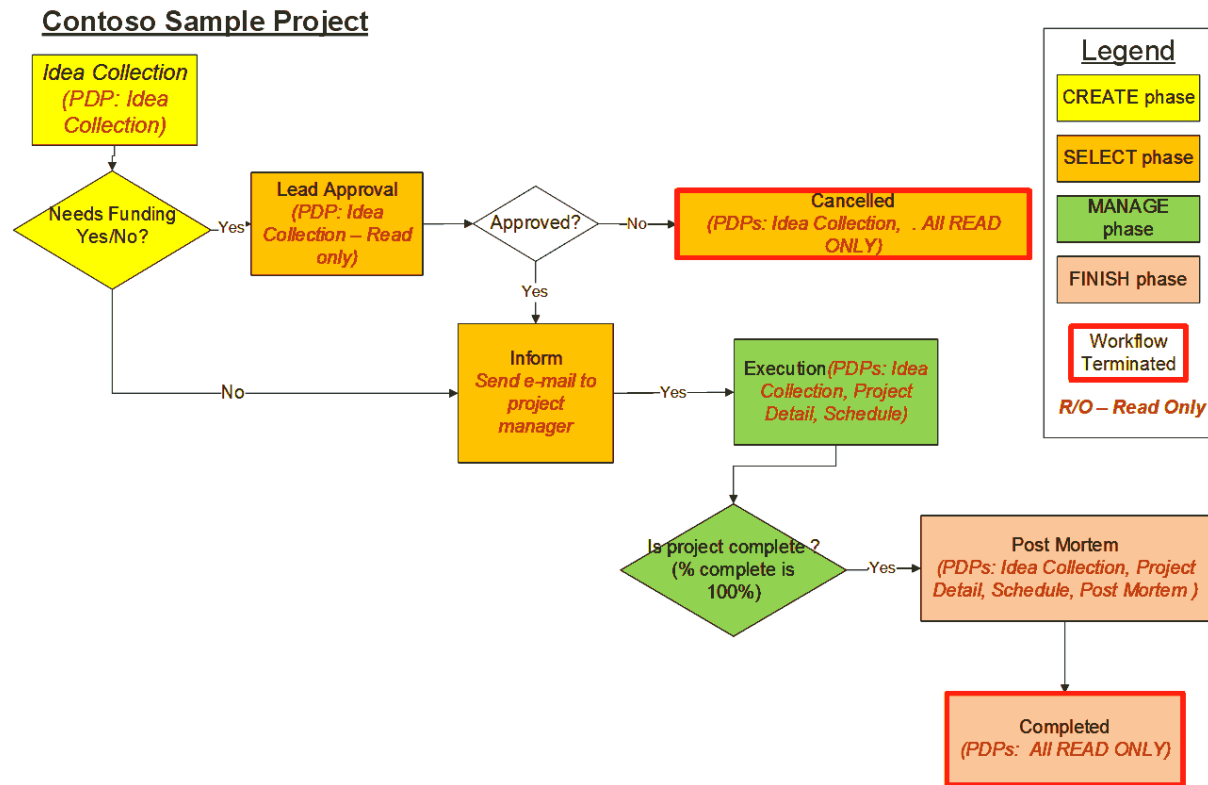 Contoso Sample Project
Idea Collection
(PDP: Idea
Collection)
Needs Funding
Yes/No?
Yes
Lead Approval
(PDP: Idea
Collection – Read
only)
Approved?
No
Cancelled
(PDPs: Idea Collection, . All READ
ONLY)
Yes
No
Inform
Send e-mail to
project
manager
Yes
Execution(PDPs: Idea
Collection, Project
Detail, Schedule)
Is project complete ?
(% complete is
100%)
Yes
Post Mortem
(PDPs: Idea Collection, Project
Detail, Schedule, Post Mortem )
Completed
(PDPs: All READ ONLY)
Legend
CREATE phase
SELECT phase
MANAGE
phase
FINISH phase
Workflow
Terminated
R/O – Read Only